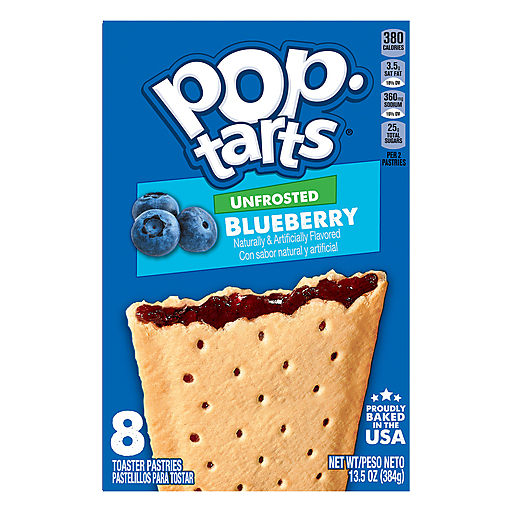 POP·
tarts®
UNFROSTED
BLUEBERRY
Naturally & Artificially Flavored
Con sabor natural y artificial
380
CALORIES
3.5g
SAT FAT
18% DV
360mg
SODIUM
16% DV
25g
TOTAL
SUGARS
PER 2
PASTRIES
8
TOASTER PASTRIES
PASTELILLOS PARA TOSTAR
PROUDLY
BAKED
IN THE
USA
NET WT/PESO NETO
13.5 OZ (384g)